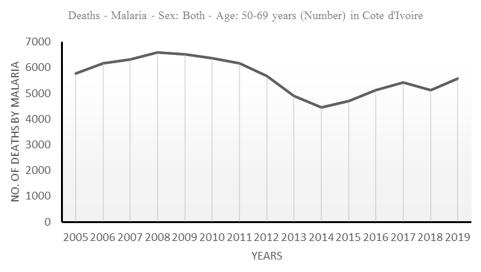 Deaths - Malaria - Sex: Both - Age: 50-69 years (Number) in Cote d'Ivoire
7000
6000
5000
4000
3000
2000
1000
0
NO. OF DEATHS BY MALARIA
2005 2006 2007 2008 2009 2010 2011 2012 2013 2014 2015 2016 2017 2018 2019
YEARS